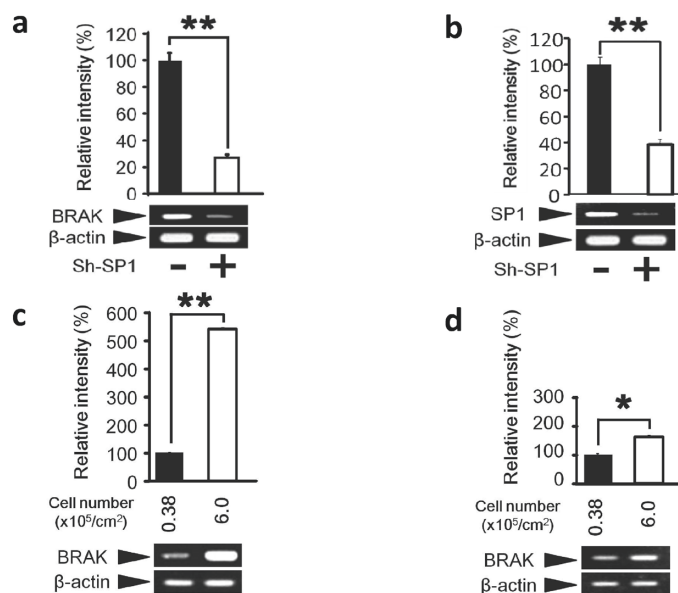 a
**
Relative intensity (%)
120
100
80
60
40
20
0
BRAK
β-actin
Sh-SP1
− +
b
**
Relative intensity (%)
120
100
80
60
40
20
0
SP1
β-actin
Sh-SP1
− +
c
**
Relative intensity (%)
600
500
400
300
200
100
0
Cell number
(x10⁵/cm²)
0.38
6.0
BRAK
β-actin
d
*
Relative intensity (%)
300
200
100
0
Cell number
(x10⁵/cm²)
0.38
6.0
BRAK
β-actin